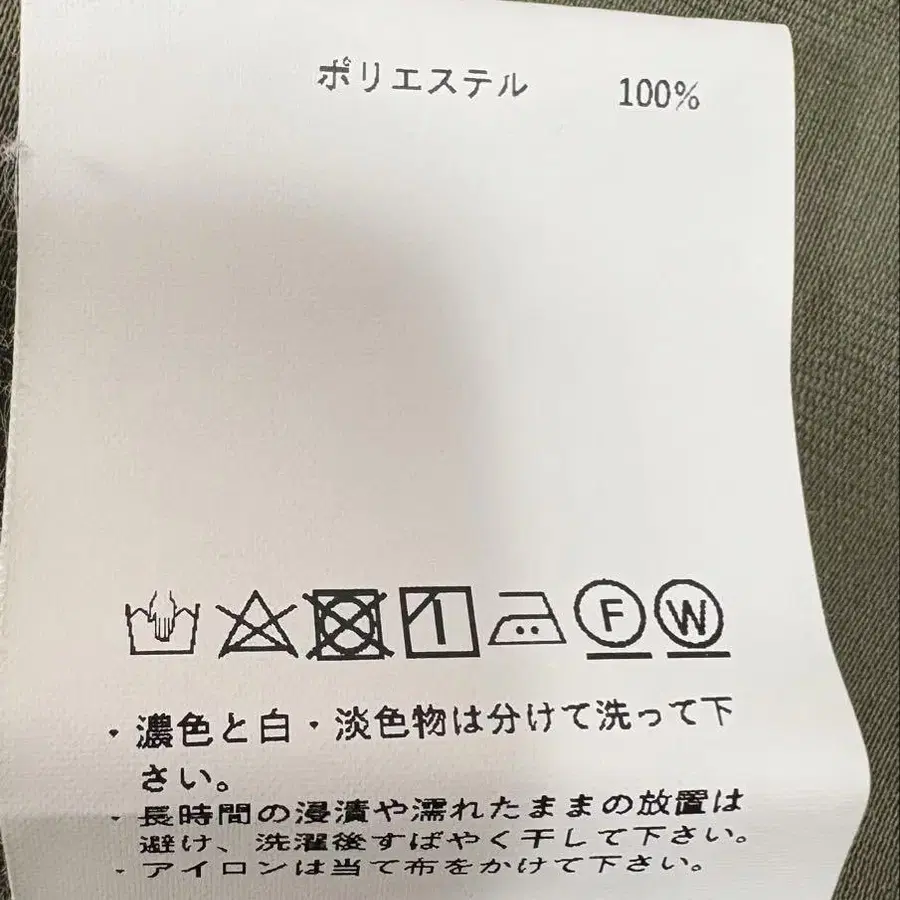 ポリエステル 100%
F W
・濃色と白・淡色物は分けて洗って下
さい。
・長時間の浸漬や濡れたままの放置は
避け、洗濯後すばやく干して下さい。
・アイロンは当て布をかけて下さい。